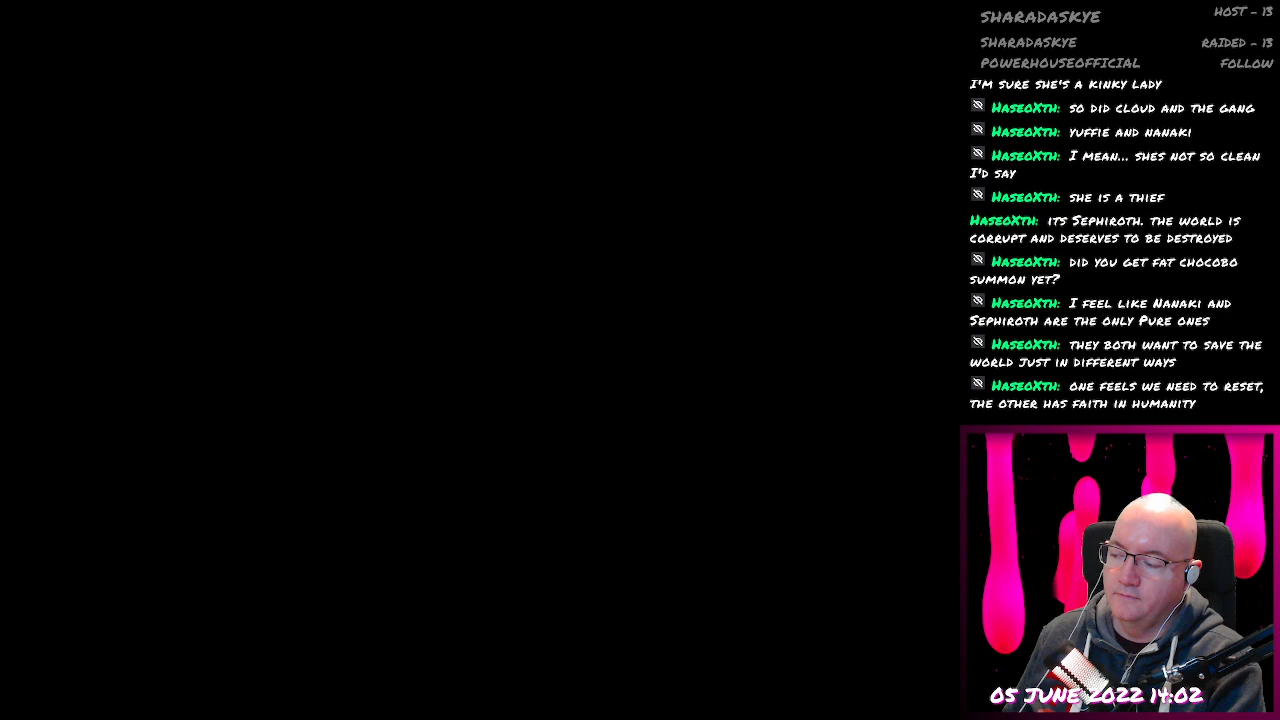 SHARADASKYE HOST - 13
SHARADASKYE RAIDED - 13
POWERHOUSEOFFICIAL FOLLOW
I'M SURE SHE'S A KINKY LADY
HASEOXTH: SO DID CLOUD AND THE GANG
HASEOXTH: YUFFIE AND NANAKI
HASEOXTH: I MEAN... SHES NOT SO CLEAN
I'D SAY
HASEOXTH: SHE IS A THIEF
HASEOXTH: ITS SEPHIROTH. THE WORLD IS
CORRUPT AND DESERVES TO BE DESTROYED
HASEOXTH: DID YOU GET FAT CHOCOBO
SUMMON YET?
HASEOXTH: I FEEL LIKE NANAKI AND
SEPHIROTH ARE THE ONLY PURE ONES
HASEOXTH: THEY BOTH WANT TO SAVE THE
WORLD JUST IN DIFFERENT WAYS
HASEOXTH: ONE FEELS WE NEED TO RESET,
THE OTHER HAS FAITH IN HUMANITY
05 JUNE 2022 14:02